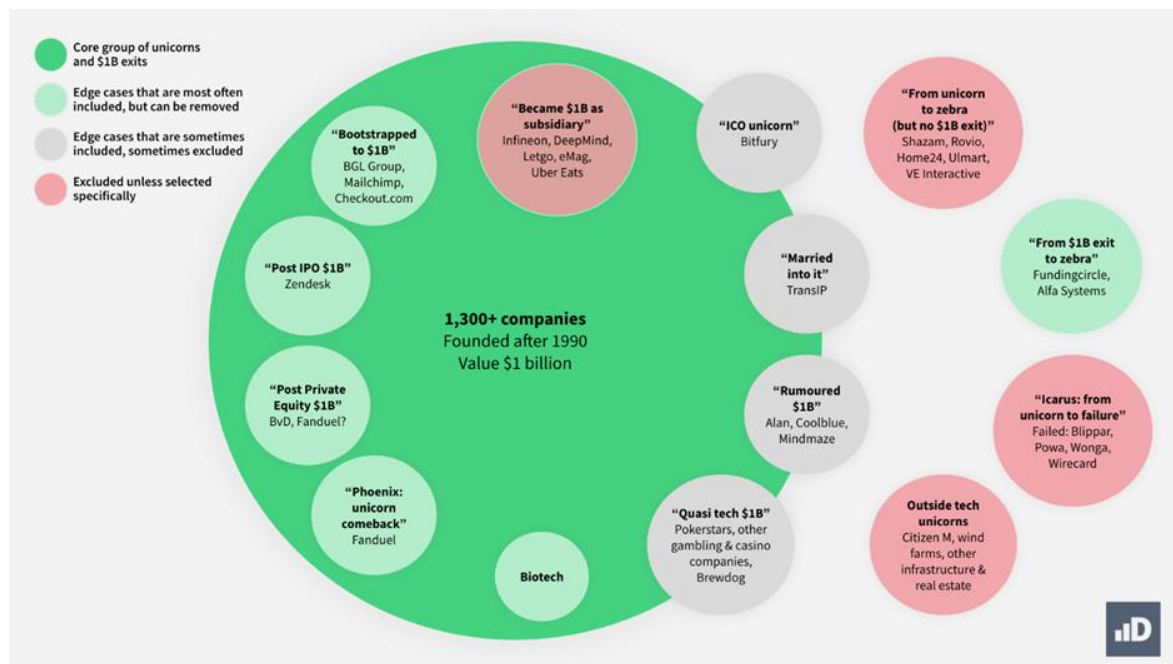 Core group of unicorns
and $1B exits
Edge cases that are most often
included, but can be removed
Edge cases that are sometimes
included, sometimes excluded
Excluded unless selected
specifically
“Bootstrapped
to $1B”
BGL Group,
Mailchimp,
Checkout.com
“Became $1B as
subsidiary”
Infineon, DeepMind,
Letgo, eMag,
Uber Eats
“ICO unicorn”
Bitfury
“From unicorn
to zebra
(but no $1B exit)”
Shazam, Rovio,
Home24, Ulmart,
VE Interactive
“Post IPO $1B”
Zendesk
“Married
into it”
TransIP
“From $1B exit
to zebra”
Fundingcircle,
Alfa Systems
1,300+ companies
Founded after 1990
Value $1 billion
“Post Private
Equity $1B”
BvD, Fanduel?
“Rumoured
$1B”
Alan, Coolblue,
Mindmaze
“Icarus: from
unicorn to failure”
Failed: Blippar,
Powa, Wonga,
Wirecard
“Phoenix:
unicorn
comeback”
Fanduel
Biotech
“Quasi tech $1B”
Pokerstars, other
gambling & casino
companies,
Brewdog
Outside tech
unicorns
Citizen M, wind
farms, other
infrastructure &
real estate
D